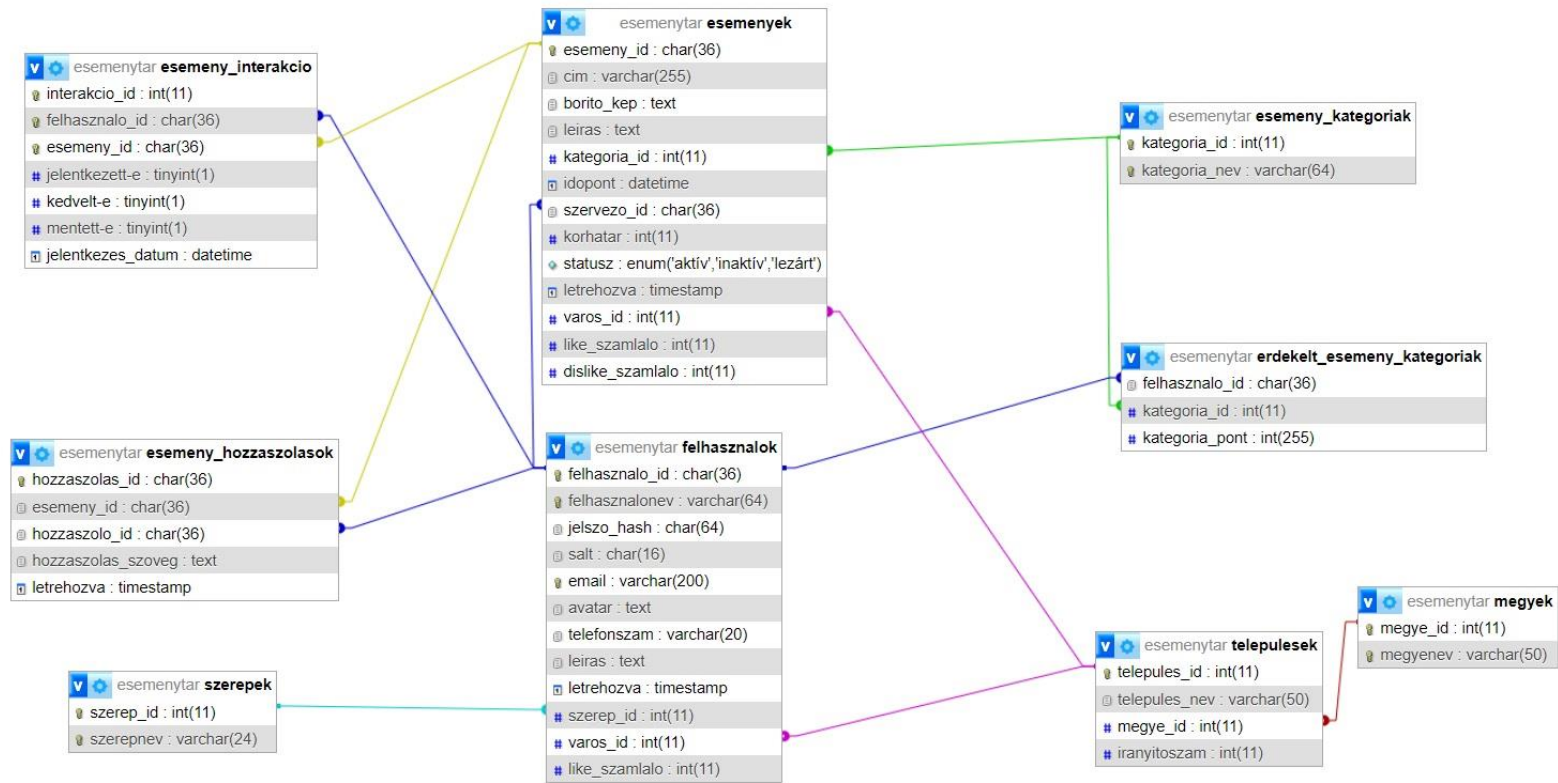 esemenytar esemeny_interakcio
interakcio_id : int(11)
felhasznalo_id : char(36)
esemeny_id : char(36)
jelentkezett-e : tinyint(1)
kedvelt-e : tinyint(1)
mentett-e : tinyint(1)
jelentkezes_datum : datetime
esemenytar esemenyek
esemeny_id : char(36)
cim : varchar(255)
borito_kep : text
leiras : text
kategoria_id : int(11)
idopont : datetime
szervezo_id : char(36)
korhatar : int(11)
statusz : enum('aktív','inaktív','lezárt')
letrehozva : timestamp
varos_id : int(11)
like_szamlalo : int(11)
dislike_szamlalo : int(11)
esemenytar esemeny_kategoriak
kategoria_id : int(11)
kategoria_nev : varchar(64)
esemenytar erdekelt_esemeny_kategoriak
felhasznalo_id : char(36)
kategoria_id : int(11)
kategoria_pont : int(255)
esemenytar esemeny_hozzaszolasok
hozzaszolas_id : char(36)
esemeny_id : char(36)
hozzaszolo_id : char(36)
hozzaszolas_szoveg : text
letrehozva : timestamp
esemenytar felhasznalok
felhasznalo_id : char(36)
felhasznalonev : varchar(64)
jelszo_hash : char(64)
salt : char(16)
email : varchar(200)
avatar : text
telefonszam : varchar(20)
leiras : text
letrehozva : timestamp
szerep_id : int(11)
varos_id : int(11)
like_szamlalo : int(11)
esemenytar szerepek
szerep_id : int(11)
szerepnev : varchar(24)
esemenytar telepulesek
telepules_id : int(11)
telepules_nev : varchar(50)
megye_id : int(11)
iranyitoszam : int(11)
esemenytar megyek
megye_id : int(11)
megyenev : varchar(50)